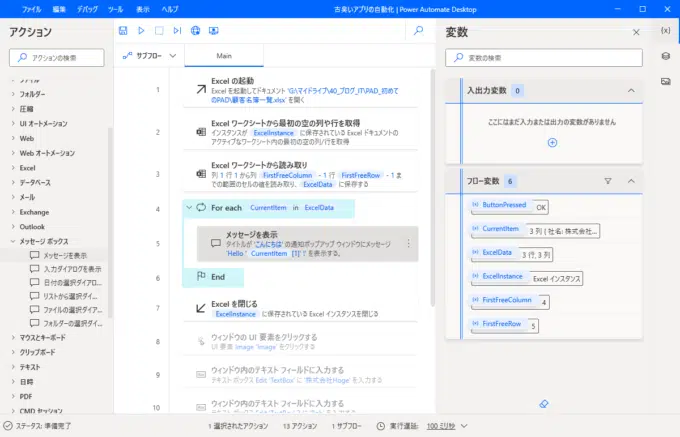 ファイル 編集 デバッグ ツール 表示 ヘルプ
古臭いアプリの自動化 | Power Automate Desktop
アクション
アクションの検索
ファイル
フォルダー
圧縮
UI オートメーション
Web
Web オートメーション
Excel
データベース
メール
Exchange
Outlook
メッセージ ボックス
メッセージを表示
入力ダイアログを表示
日付の選択ダイアロ...
リストから選択ダイ...
ファイルの選択ダイ...
フォルダーの選択ダイ...
マウスとキーボード
クリップボード
テキスト
日時
PDF
CMD セッション
サブフロー
Main
1
Excel の起動
Excel を起動してドキュメント 'G:\マイドライブ\40_ブログ_IT\PAD_初めてのPAD\顧客名簿一覧.xlsx' を開く
2
Excel ワークシートから最初の空の列や行を取得
インスタンスが ExcelInstance に保存されている Excel ドキュメントのアクティブなワークシート内の最初の空の列/行を取得
3
Excel ワークシートから読み取り
列 1 行 1 から列 FirstFreeColumn - 1 行 FirstFreeRow - 1 までの範囲のセルの値を読み取り、 ExcelData に保存する
4
For each CurrentItem in ExcelData
5
メッセージを表示
タイトルが 'こんにちは' の通知ポップアップ ウィンドウにメッセージ 'Hello ' CurrentItem [1]' '! を表示する。
6
End
7
Excel を閉じる
ExcelInstance に保存されている Excel インスタンスを閉じる
8
ウィンドウの UI 要素をクリックする
UI 要素 Image 'Image' をクリックする
9
ウィンドウ内のテキスト フィールドに入力する
テキスト ボックス Edit 'TextBox' に '株式会社Hoge' を入力する
10
ウィンドウ内のテキスト フィールドに入力する
変数
{x}
変数の検索
入出力変数 0
ここにはまだ入力または出力の変数がありません
フロー変数 6
(x) ButtonPressed OK
(x) CurrentItem 3 列 [ 社名: 株式会社...
(x) ExcelData 3 行, 3 列
(x) ExcelInstance Excel インスタンス
(x) FirstFreeColumn 4
(x) FirstFreeRow 5
ステータス: 準備完了
1 選択されたアクション
13 アクション
1 サブフロー
実行遅延: 100 ミリ秒